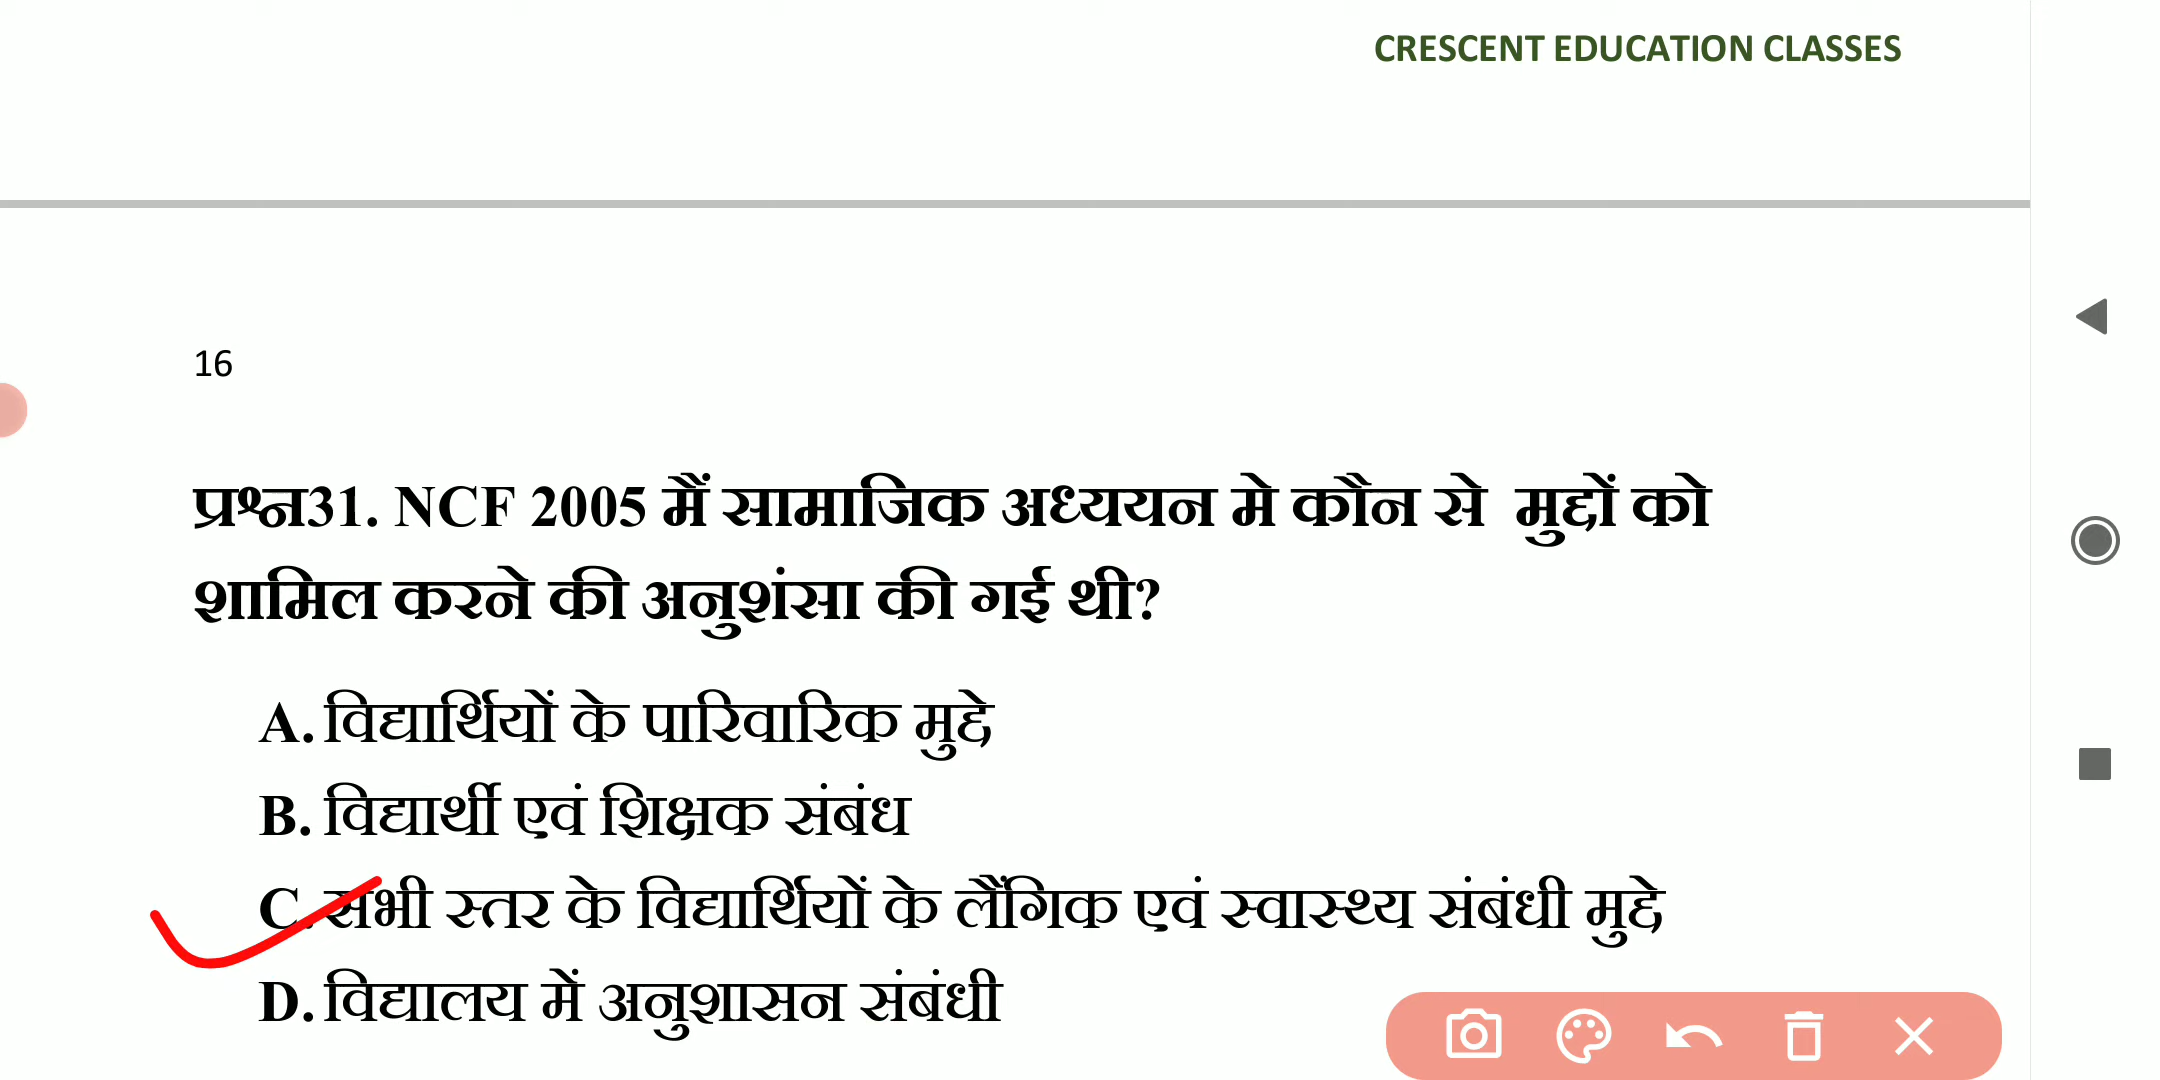 CRESCENT EDUCATION CLASSES
16
प्रश्न31. NCF 2005 मैं सामाजिक अध्ययन मे कौन से मुद्दों को
शामिल करने की अनुशंसा की गई थी?
A. विद्यार्थियों के पारिवारिक मुद्दे
B. विद्यार्थी एवं शिक्षक संबंध
C. सभी स्तर के विद्यार्थियों के लैंगिक एवं स्वास्थ्य संबंधी मुद्दे
D. विद्यालय में अनुशासन संबंधी